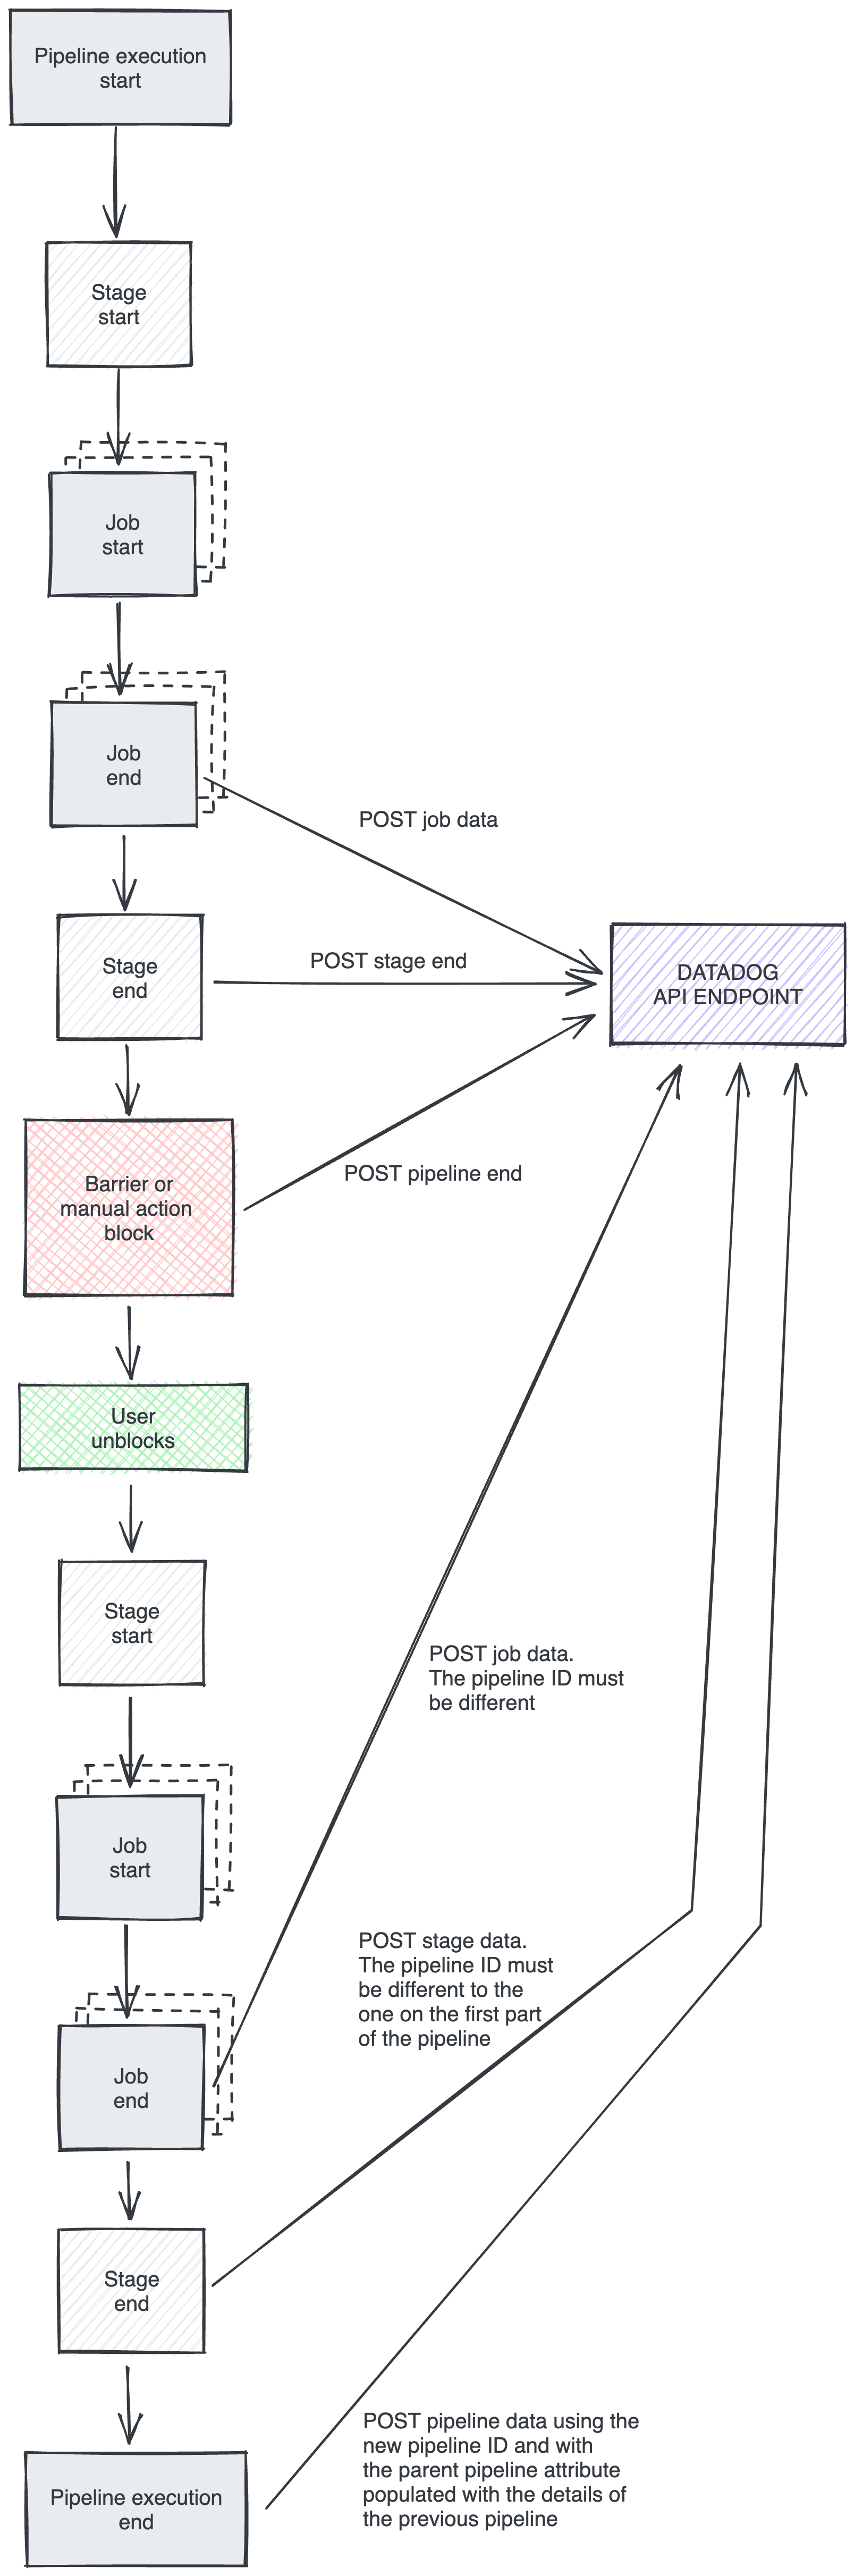 Pipeline execution
start
Stage
start
Job
start
Job
end
POST job data
Stage
end
POST stage end
DATADOG
API ENDPOINT
Barrier or
manual action
block
POST pipeline end
User
unblocks
Stage
start
POST job data.
The pipeline ID must
be different
Job
start
POST stage data.
The pipeline ID must
be different to the
one on the first part
of the pipeline
Job
end
Stage
end
POST pipeline data using the
new pipeline ID and with
the parent pipeline attribute
populated with the details of
the previous pipeline
Pipeline execution
end